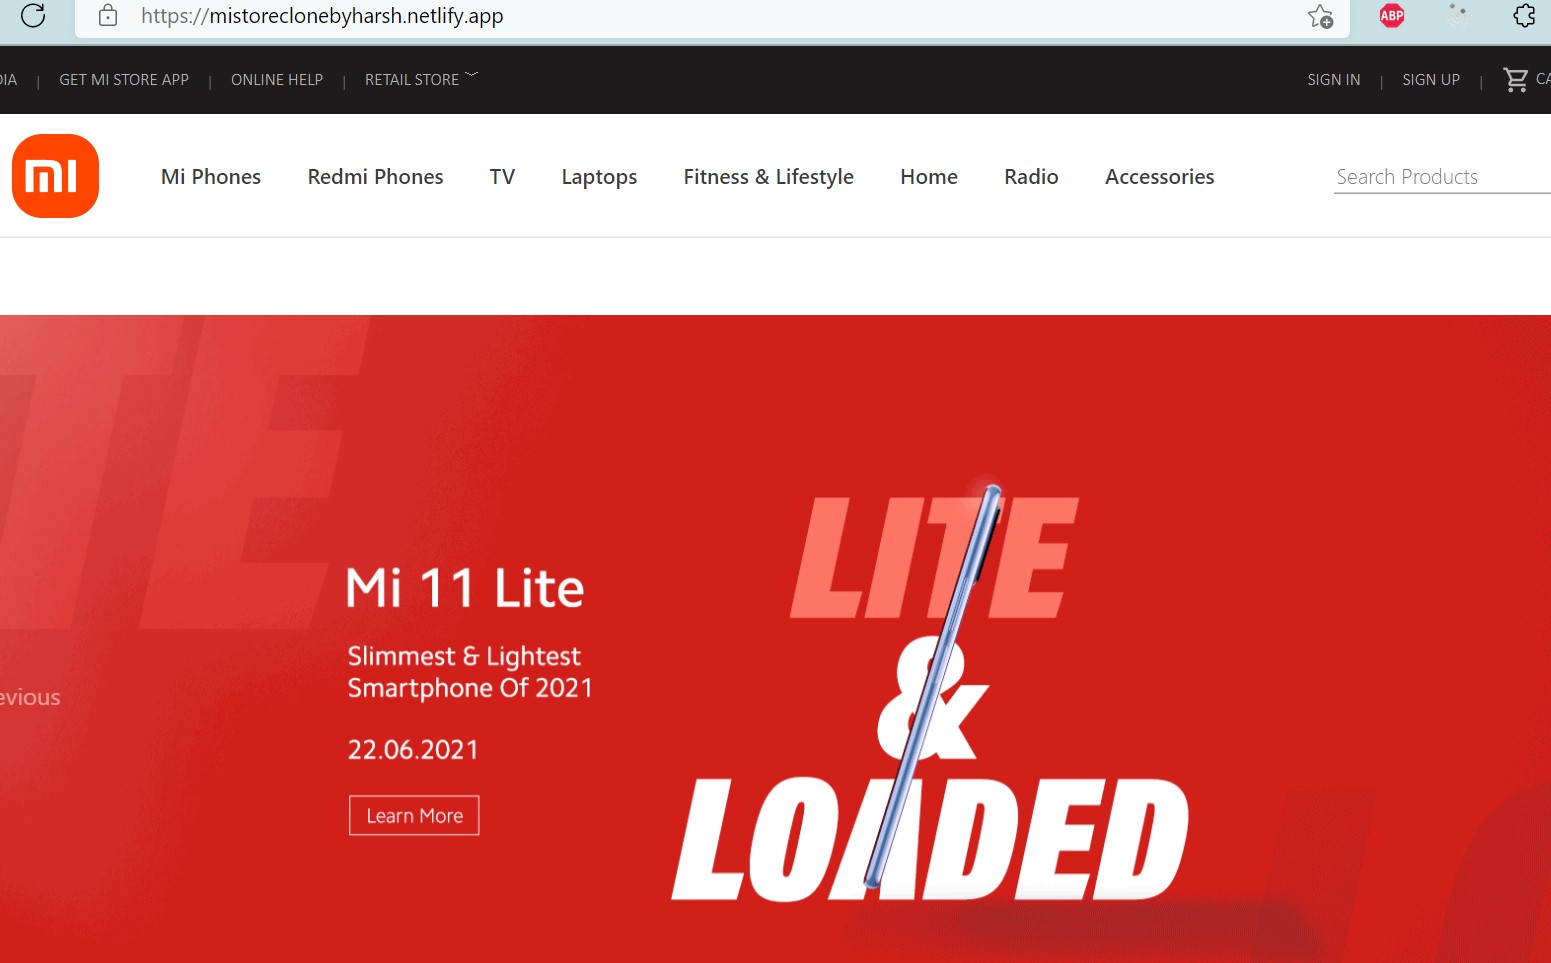 https://mistoreclonebyharsh.netlify.app
ABP
DIA | GET MI STORE APP | ONLINE HELP | RETAIL STORE
SIGN IN | SIGN UP | CA
mi
Mi Phones Redmi Phones TV Laptops Fitness & Lifestyle Home Radio Accessories
Search Products
TE
LITE
&
LOADED
Mi 11 Lite
Slimmest & Lightest
Smartphone Of 2021
22.06.2021
Learn More
evious